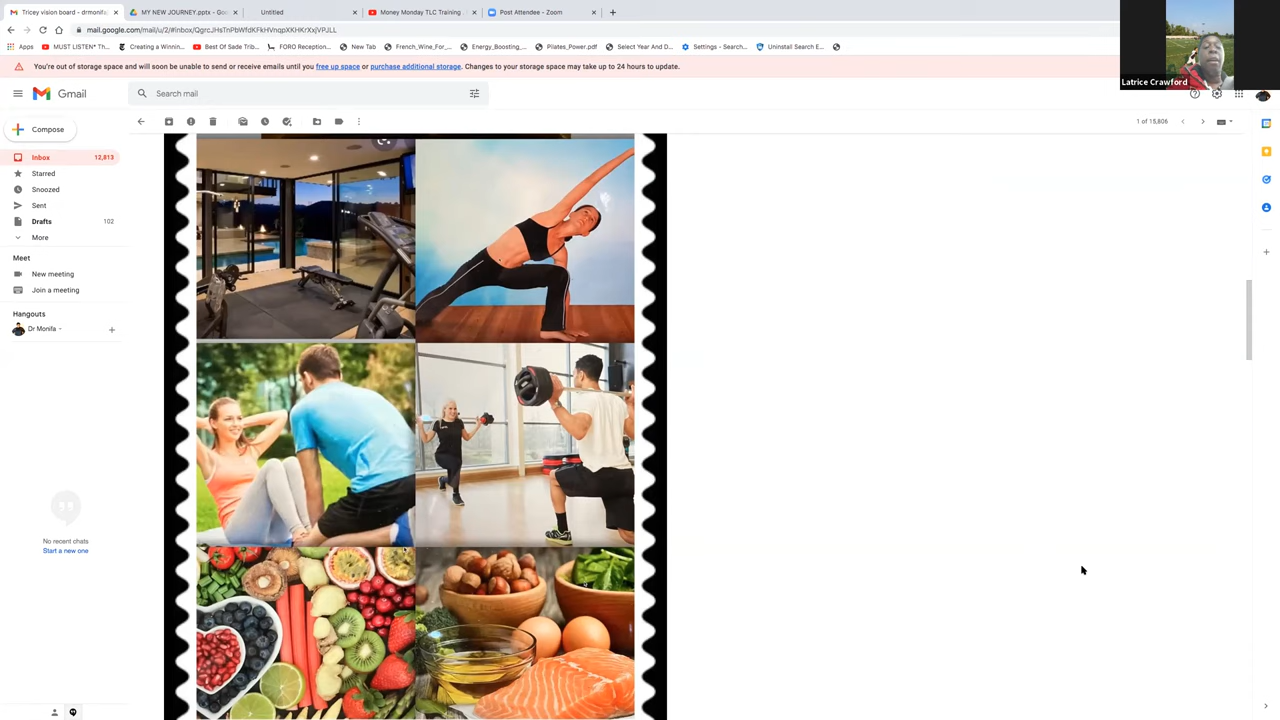 Tricey vision board - drmonifa
MY NEW JOURNEY.pptx - Goo
Untitled
Money Monday TLC Training
Post Attendee - Zoom
mail.google.com/mail/u/2/
Apps
MUST LISTEN* Th...
Creating a Winnin...
Best Of Sade Trib...
FORO Reception...
New Tab
French_Wine_For_...
Energy_Boosting_...
Pilates_Power.pdf
Select Year And D...
Settings - Search...
Uninstall Search E...
You're out of storage space and will soon be unable to send or receive emails until you free up space or purchase additional storage. Changes to your storage space may take up to 24 hours to update.
Latrice Crawford
Gmail
Search mail
Compose
1 of 15,806
Inbox 12,813
Starred
Snoozed
Sent
Drafts 102
More
Meet
New meeting
Join a meeting
Hangouts
Dr Monifa
No recent chats
Start a new one